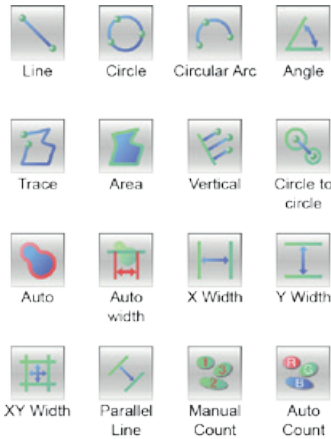 Line Circle Circular Arc Angle
Trace Area Vertical Circle to
circle
Auto Auto
width X Width Y Width
XY Width Parallel
Line Manual
Count Auto
Count